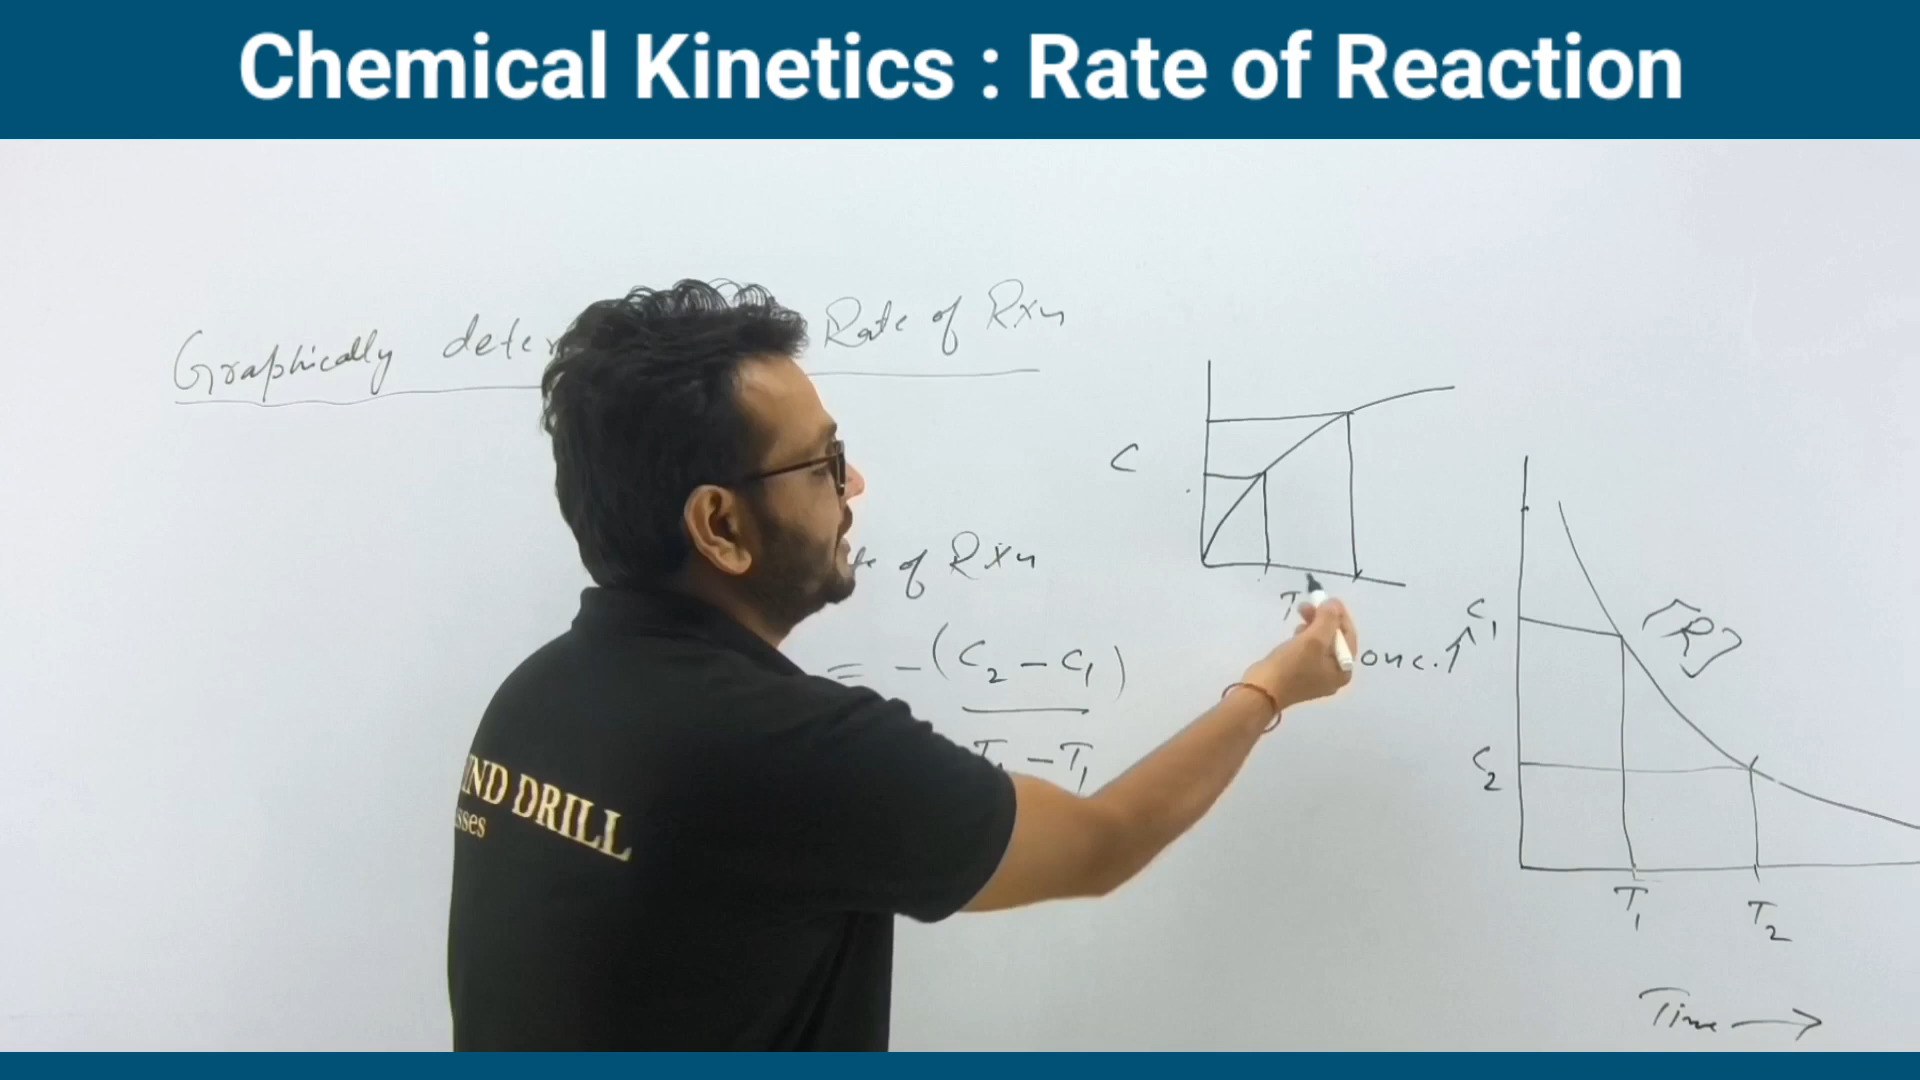 Chemical Kinetics : Rate of Reaction
Graphically Rate of Rxn
C
of Rxn
= -(C₂ - C₁)
- T₁
T
onc. ↑
C₁
[R]
C₂
T₁
T₂
Time →
IND DRILL
sses